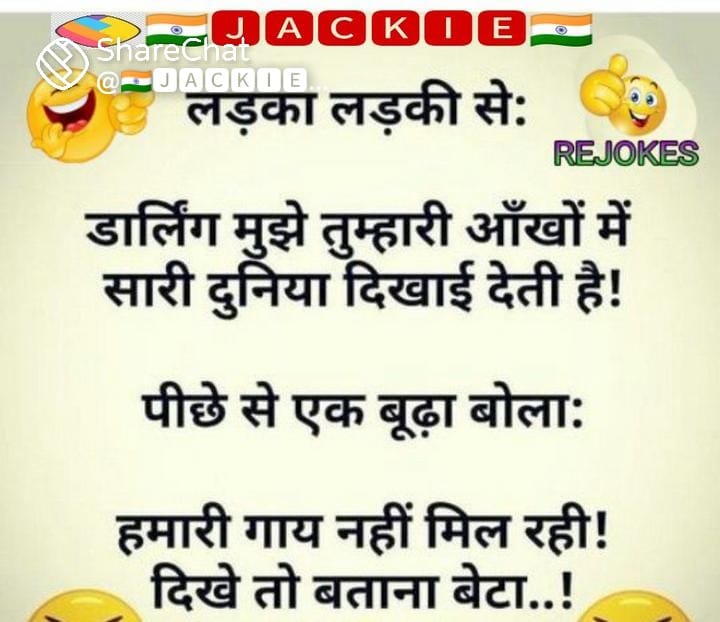 JACKIE
ShareChat
@JACKIE...
लड़का लड़की से:
REJOKES
डार्लिंग मुझे तुम्हारी आँखों में
सारी दुनिया दिखाई देती है!
पीछे से एक बूढ़ा बोला:
हमारी गाय नहीं मिल रही!
दिखे तो बताना बेटा..!